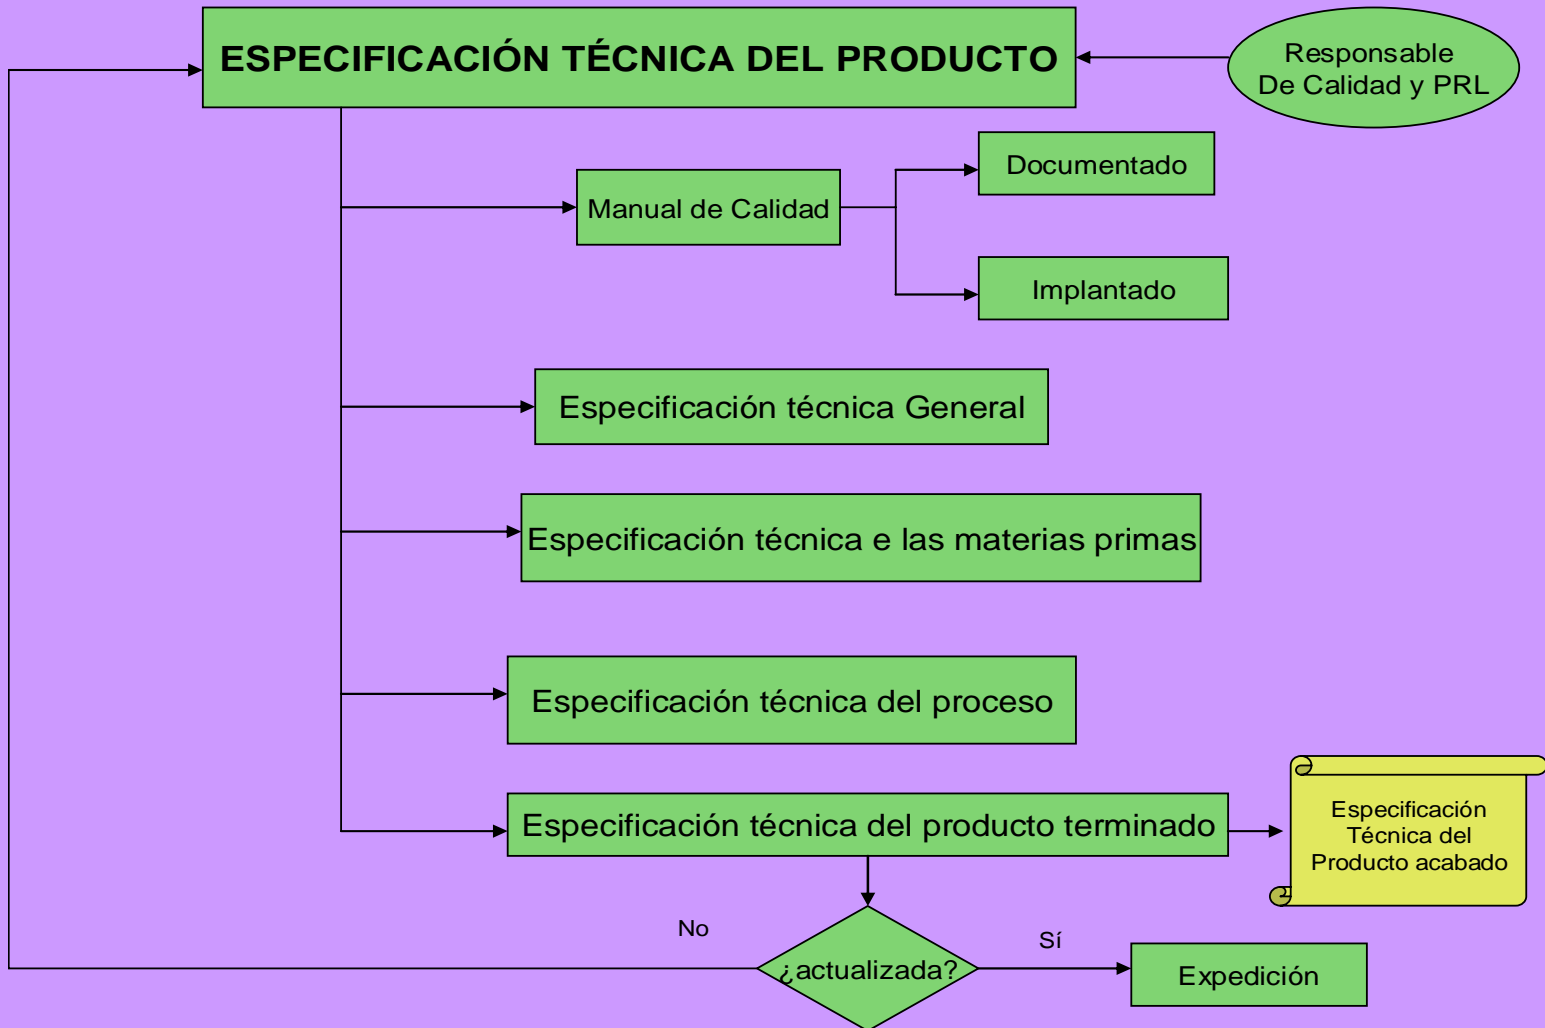 ESPECIFICACIÓN TÉCNICA DEL PRODUCTO
Responsable
De Calidad y PRL
Documentado
Manual de Calidad
Implantado
Especificación técnica General
Especificación técnica e las materias primas
Especificación técnica del proceso
Especificación técnica del producto terminado
Especificación
Técnica del
Producto acabado
No
Sí
¿actualizada?
Expedición